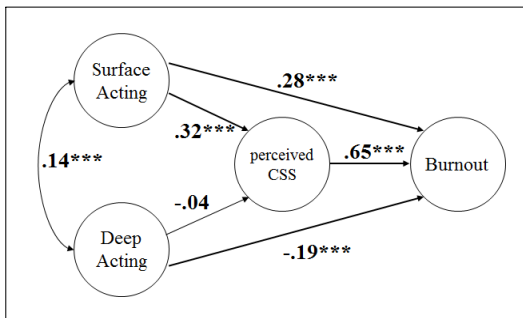 Surface
Acting
.28***
.32***
perceived
CSS
.65***
Burnout
.14***
-.04
Deep
Acting
-.19***